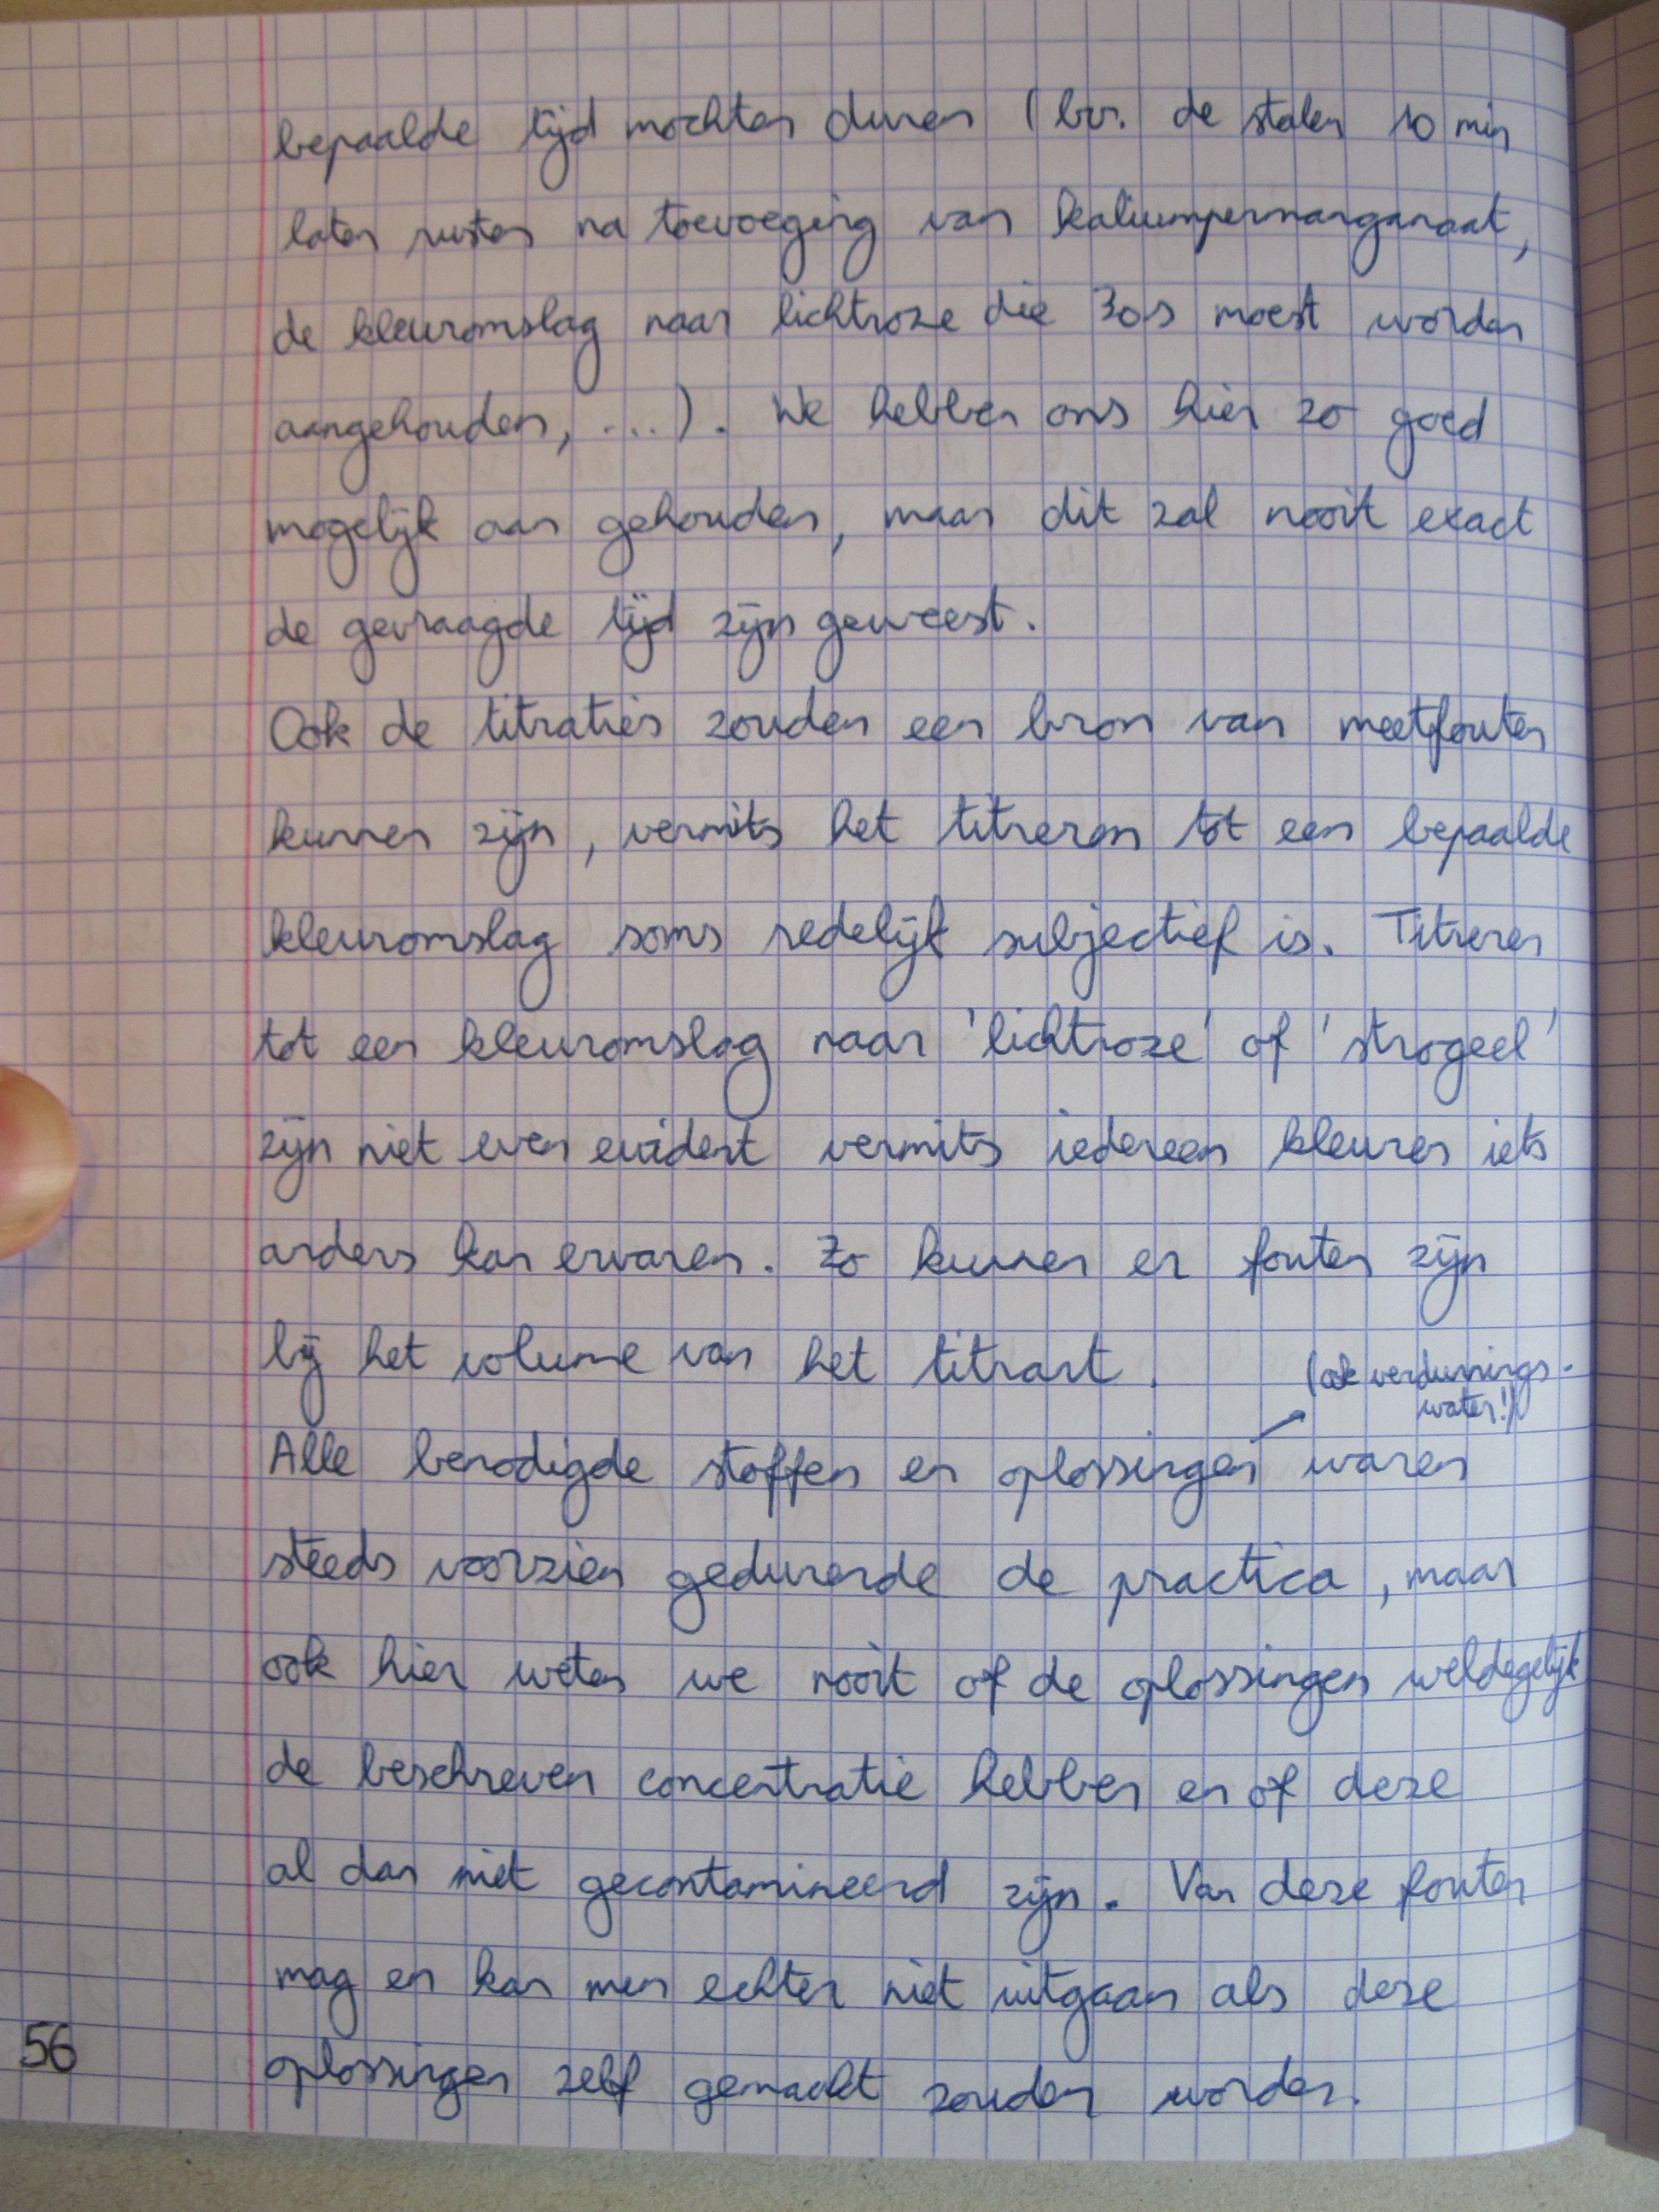 bepaalde tijd mochten duren (bv. de stalen 10 min
laten rusten na toevoeging van kaliumpermanganaat,
de kleuromslag naar lichtroze die 30s moest worden
aangehouden, ...). We hebben ons hier zo goed
mogelijk aan gehouden, maar dit zal nooit exact
de gevraagde tijd zijn geweest.
Ook de titraties zouden een bron van meetfouten
kunnen zijn, vermits het titreren tot een bepaalde
kleuromslag soms redelijk subjectief is. Titreren
tot een kleuromslag naar 'lichtroze' of 'strogeel'
zijn niet even evident vermits iedereen kleuren iets
anders kan ervaren. Zo kunnen er fouten zijn
bij het volume van het titrant.
(ook verdunnings-
water!)
Alle benodigde stoffen en oplossingen waren
steeds voorzien gedurende de practica, maar
ook hier weten we nooit of de oplossingen weldegelijk
de beschreven concentratie hebben en of deze
al dan niet gecontamineerd zijn. Van deze fouten
mag en kan men echter niet uitgaan als deze
oplossingen zelf gemaakt zouden worden.
56